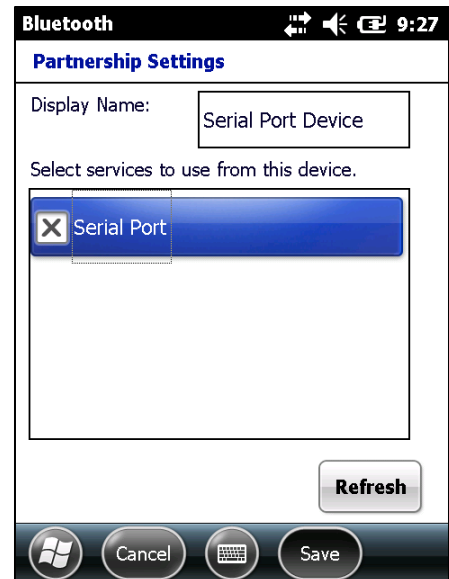 Bluetooth 9:27
Partnership Settings
Display Name: Serial Port Device
Select services to use from this device.
Serial Port
Refresh
Cancel Save